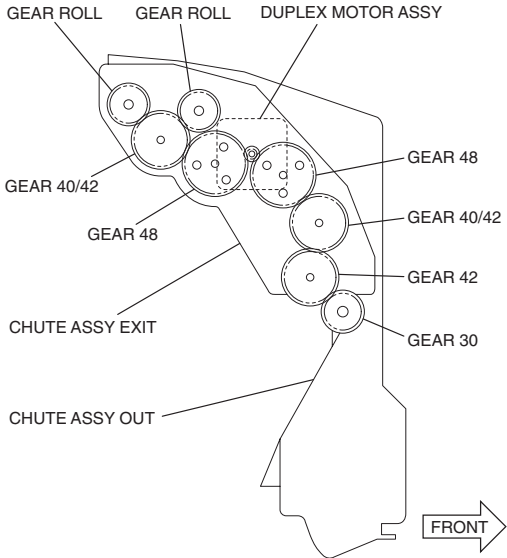 GEAR ROLL
GEAR ROLL
DUPLEX MOTOR ASSY
GEAR 48
GEAR 40/42
GEAR 40/42
GEAR 48
GEAR 42
CHUTE ASSY EXIT
GEAR 30
CHUTE ASSY OUT
FRONT